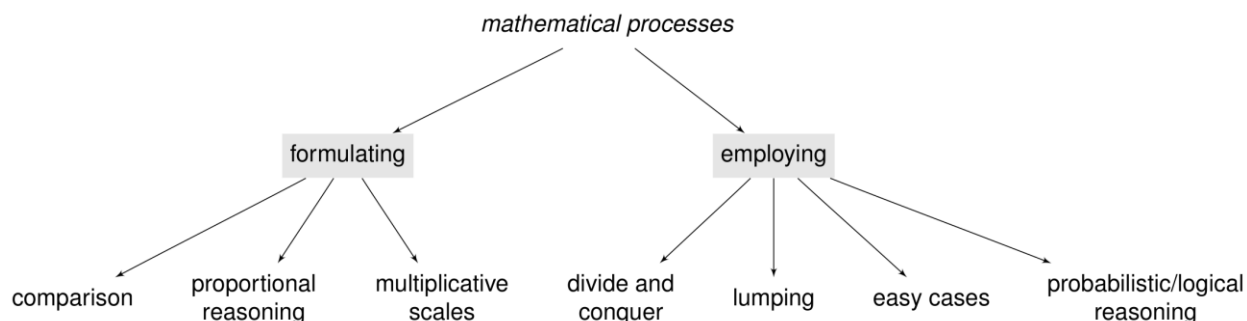 mathematical processes
formulating
employing
comparison
proportional
reasoning
multiplicative
scales
divide and
conquer
lumping
easy cases
probabilistic/logical
reasoning